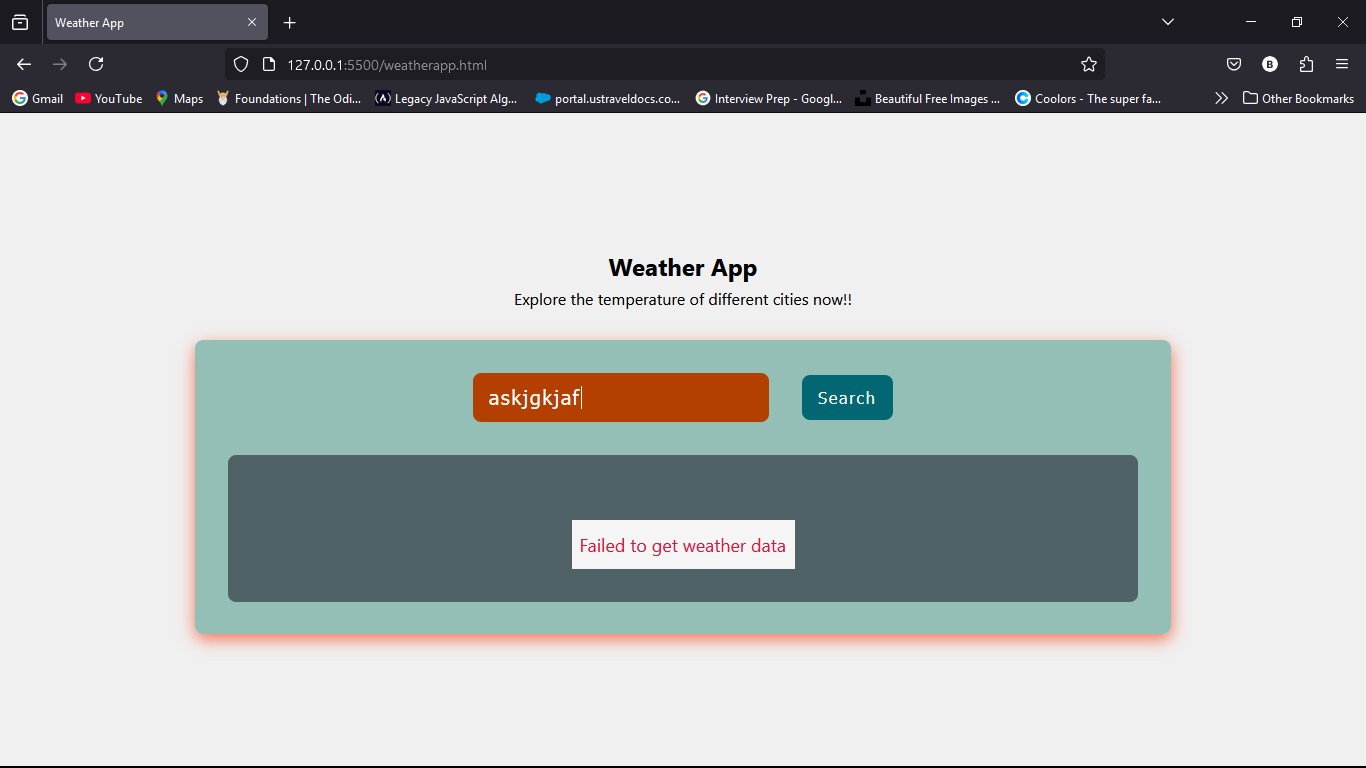 Weather App
127.0.0.1:5500/weatherapp.html
Gmail YouTube Maps Foundations | The Odi... Legacy JavaScript Alg... portal.ustraveldocs.co... Interview Prep - Googl... Beautiful Free Images ... Coolors - The super fa... Other Bookmarks
Weather App
Explore the temperature of different cities now!!
askjgkjaf Search
Failed to get weather data